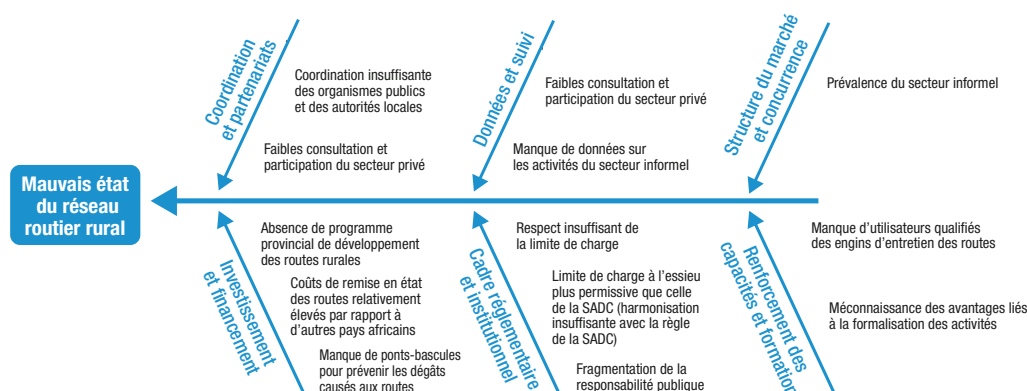 Coordination
et partenariats
Coordination insuffisante
des organismes publics
et des autorités locales
Faibles consultation et
participation du secteur privé
Données et suivi
Faibles consultation et
participation du secteur privé
Manque de données sur
les activités du secteur informel
Structure du marché
et concurrence
Prévalence du secteur informel
Mauvais état
du réseau
routier rural
Investissement
et financement
Absence de programme
provincial de développement
des routes rurales
Coûts de remise en état
des routes relativement
élevés par rapport à
d'autres pays africains
Manque de ponts-bascules
pour prévenir les dégâts
causés aux routes
Cadre réglementaire
et institutionnel
Respect insuffisant de
la limite de charge
Limite de charge à l'essieu
plus permissive que celle
de la SADC (harmonisation
insuffisante avec la règle
de la SADC)
Fragmentation de la
responsabilité publique
Renforcement des
capacités et formation
Manque d'utilisateurs qualifiés
des engins d'entretien des routes
Méconnaissance des avantages liés
à la formalisation des activités